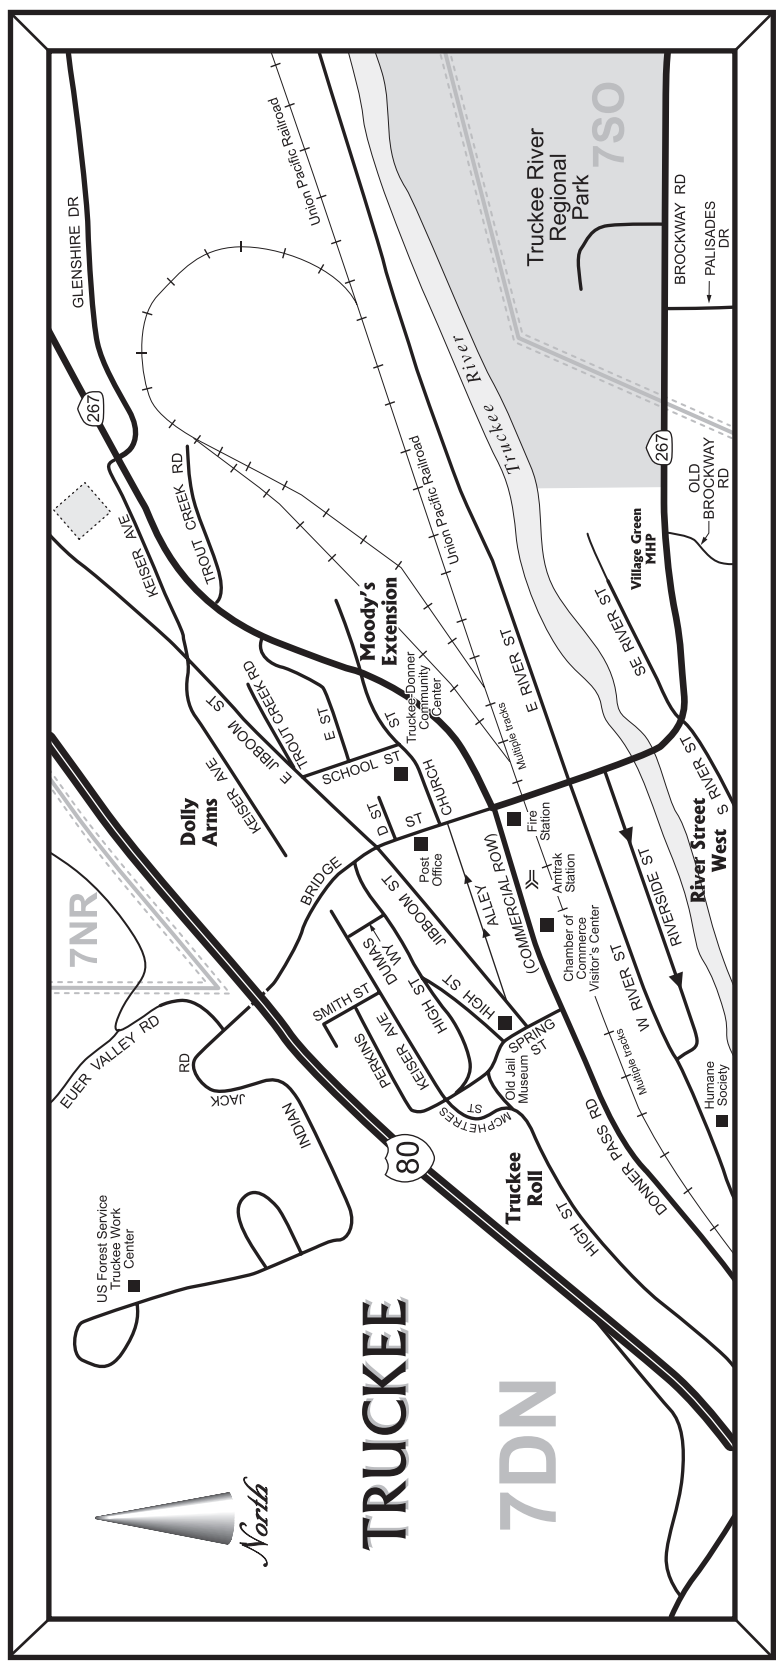 TRUCKEE
7DN
North
US Forest Service
Truckee Work
Center
EUER VALLEY RD
INDIAN
JACK
RD
7NR
80
Truckee
Roll
HIGH ST
DONNER PASS RD
Multiple tracks
Humane
Society
W RIVER ST
RIVERSIDE ST
River Street
West
S RIVER ST
SE RIVER ST
MCPHETRES
ST
Old Jail
Museum
SPRING
ST
PERKINS
KEISER AVE
SMITH ST
HIGH ST
HIGH ST
DUMAS
WY
JIBBOOM ST
BRIDGE
ST
ALLEY
(COMMERCIAL ROW)
Chamber of
Commerce
Visitor's Center
Amtrak
Station
Fire
Station
Post
Office
D ST
CHURCH
ST
SCHOOL ST
Truckee-Donner
Community
Center
Moody's
Extension
Dolly
Arms
KEISER AVE
E JIBBOOM ST
TROUT CREEK RD
E ST
Multiple tracks
E RIVER ST
Village Green
MHP
KEISER AVE
TROUT CREEK RD
267
GLENSHIRE DR
Union Pacific Railroad
Union Pacific Railroad
Truckee River
267
OLD
BROCKWAY
RD
BROCKWAY RD
PALISADES
DR
Truckee River
Regional
Park
7SO